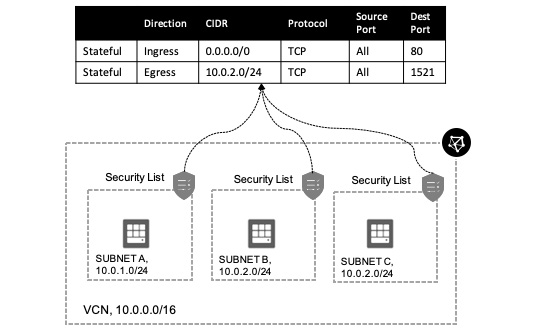 Direction CIDR Protocol Source Port Dest Port
Stateful Ingress 0.0.0.0/0 TCP All 80
Stateful Egress 10.0.2.0/24 TCP All 1521
Security List Security List Security List
SUBNET A, SUBNET B, SUBNET C,
10.0.1.0/24 10.0.2.0/24 10.0.2.0/24
VCN, 10.0.0.0/16